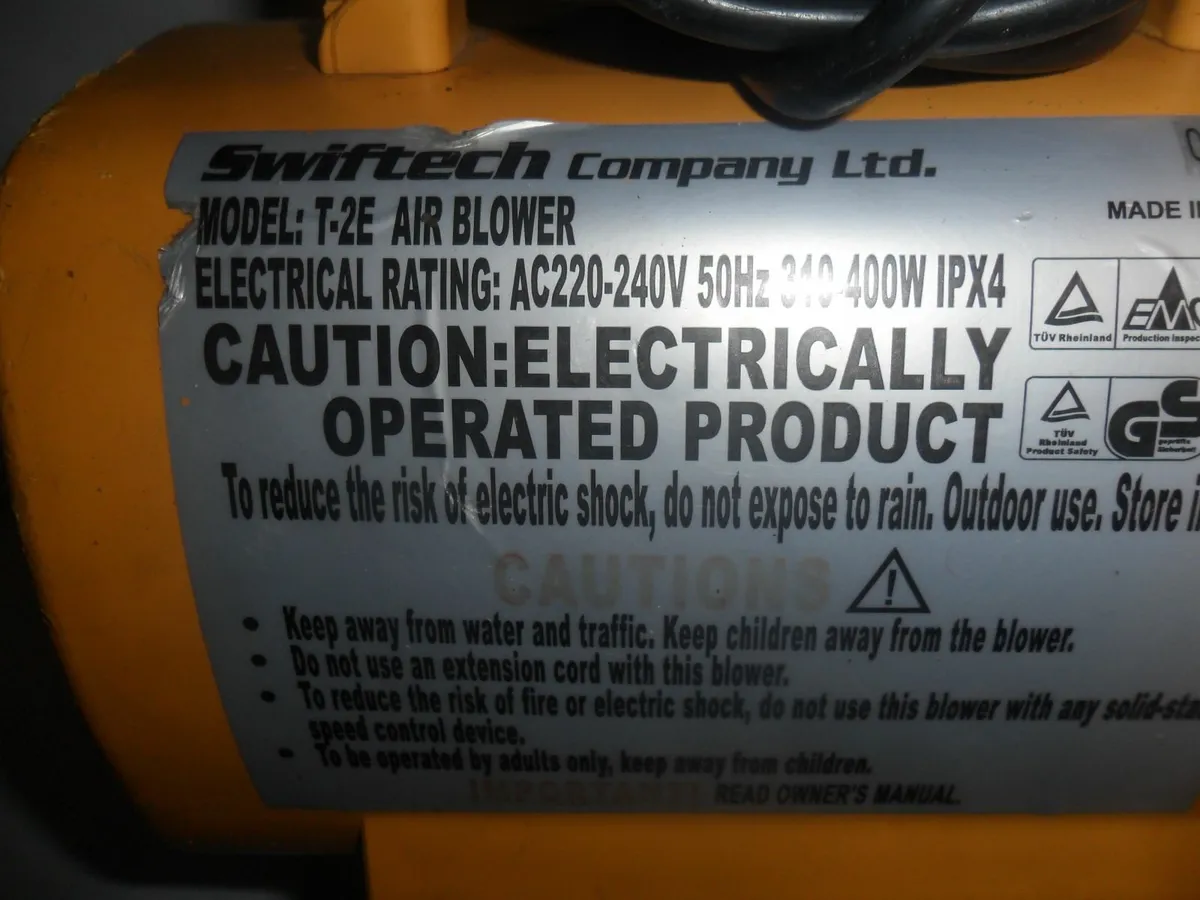 Swiftech Company Ltd.
MODEL: T-2E AIR BLOWER
MADE
ELECTRICAL RATING: AC220-240V 50Hz 310-400W IPX4
TÜV Rheinland
EMC
Production
CAUTION:ELECTRICALLY
OPERATED PRODUCT
TÜV
Rheinland
Product Safety
GS
geprüfte
Sicherheit
To reduce the risk of electric shock, do not expose to rain. Outdoor use. Store
CAUTIONS
!
• Keep away from water and traffic. Keep children away from the blower.
• Do not use an extension cord with this blower.
• To reduce the risk of fire or electric shock, do not use this blower with any solid-sta
speed control device.
• To be operated by adults only, keep away from children.
IMPORTANT! READ OWNER'S MANUAL.